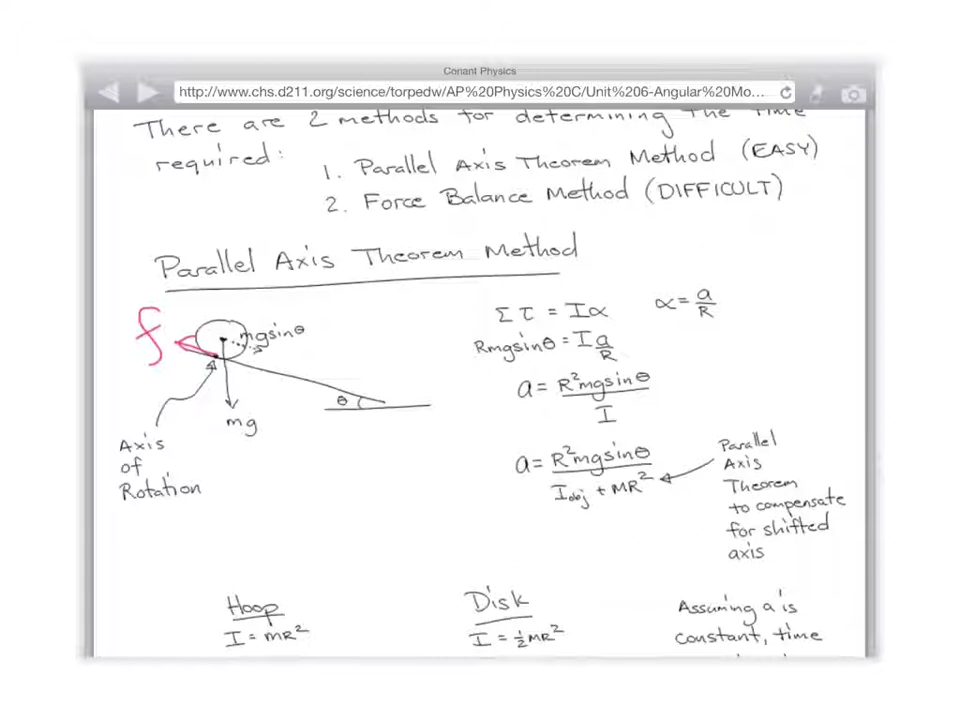 Conant Physics
http://www.chs.d211.org/science/torpedw/AP%20Physics%20C/Unit%206-Angular%20Mo...
There are 2 methods for determining the time
required:
1. Parallel Axis Theorem Method (EASY)
2. Force Balance Method (DIFFICULT)
Parallel Axis Theorem Method
f
mgsinθ
θ
mg
Axis
of
Rotation
Στ = Iα
α = a/R
Rmgsinθ = I a/R
a = R²mgsinθ / I
a = R²mgsinθ / I obj + MR²
Parallel
Axis
Theorem
to compensate
for shifted
axis
Hoop
I = MR²
Disk
I = ½MR²
Assuming a is
constant, time